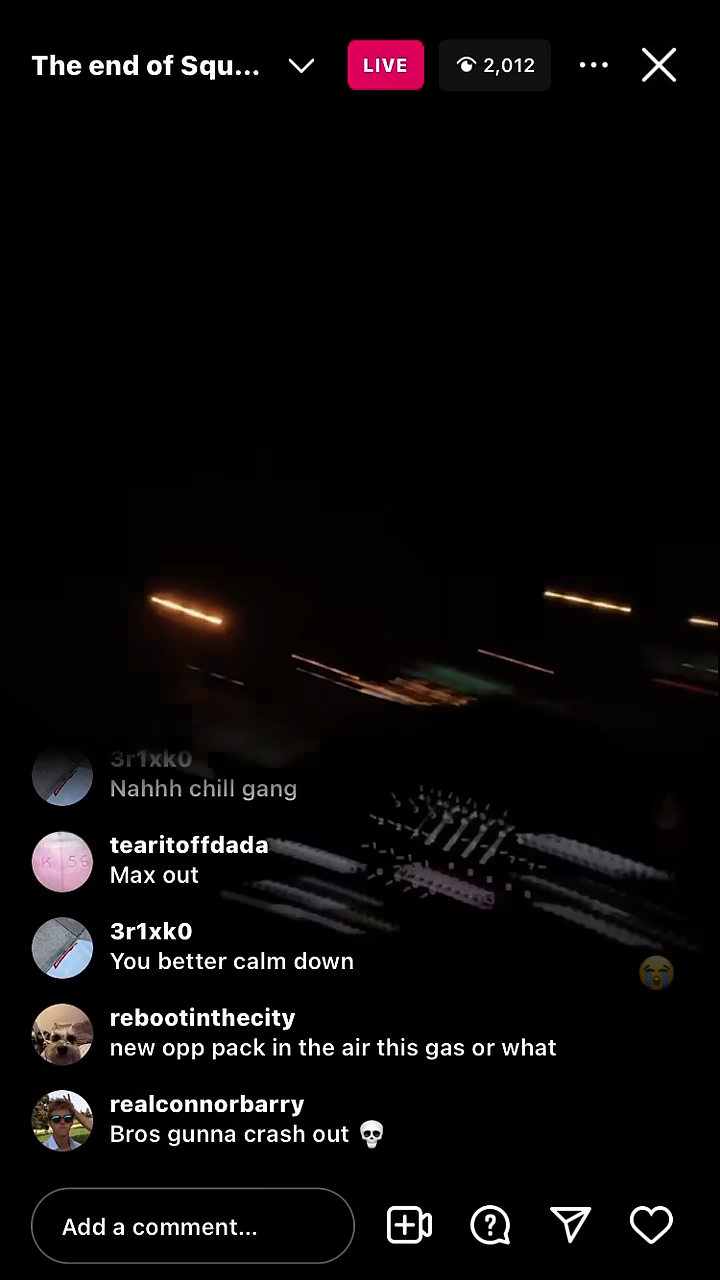 The end of Squ...
LIVE
2,012
3r1xk0
Nahhh chill gang
tearitoffdada
Max out
3r1xk0
You better calm down
rebootinthecity
new opp pack in the air this gas or what
realconnorbarry
Bros gunna crash out 💀
Add a comment...